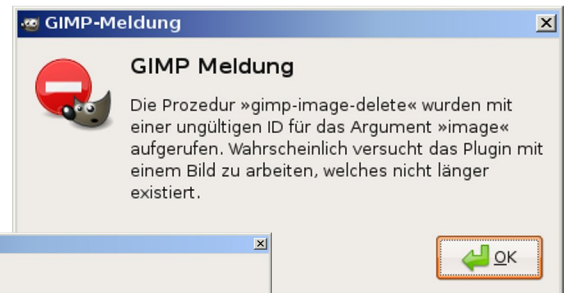 GIMP-Meldung
GIMP Meldung
Die Prozedur »gimp-image-delete« wurden mit
einer ungültigen ID für das Argument »image«
aufgerufen. Wahrscheinlich versucht das Plugin mit
einem Bild zu arbeiten, welches nicht länger
existiert.
OK